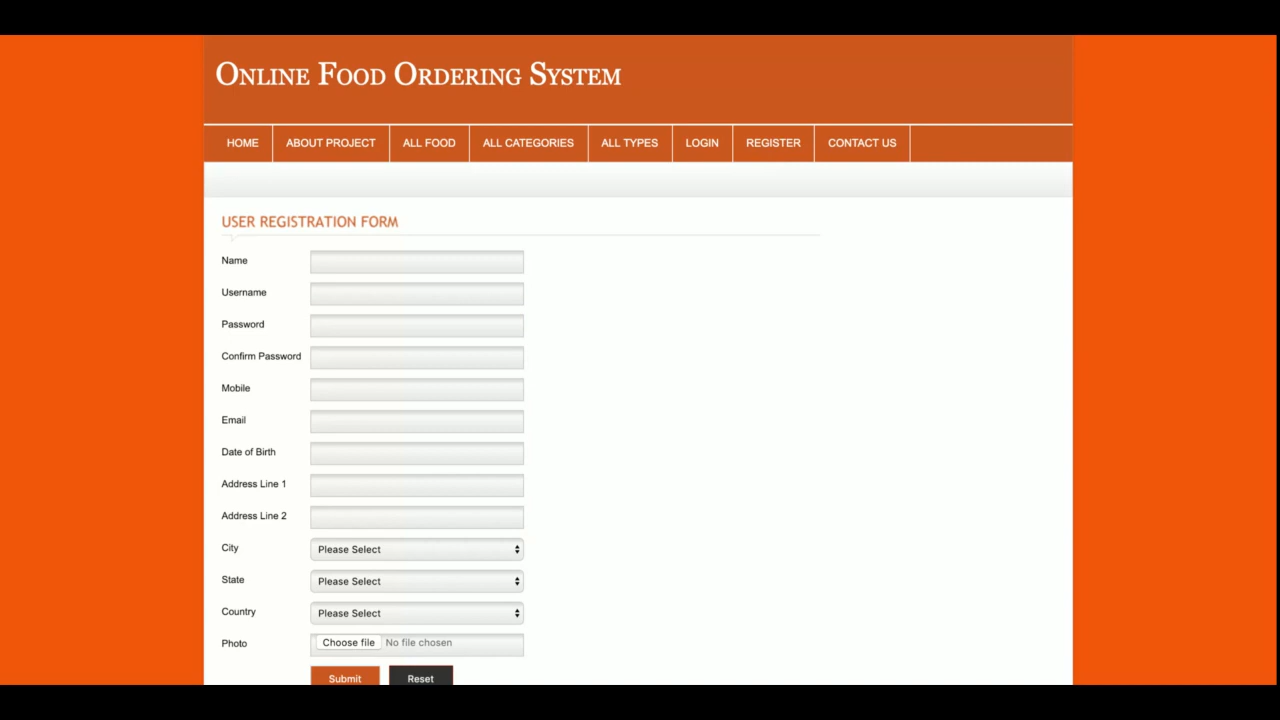 Online Food Ordering System
HOME ABOUT PROJECT ALL FOOD ALL CATEGORIES ALL TYPES LOGIN REGISTER CONTACT US
USER REGISTRATION FORM
Name
Username
Password
Confirm Password
Mobile
Email
Date of Birth
Address Line 1
Address Line 2
City Please Select
State Please Select
Country Please Select
Photo Choose file No file chosen
Submit Reset